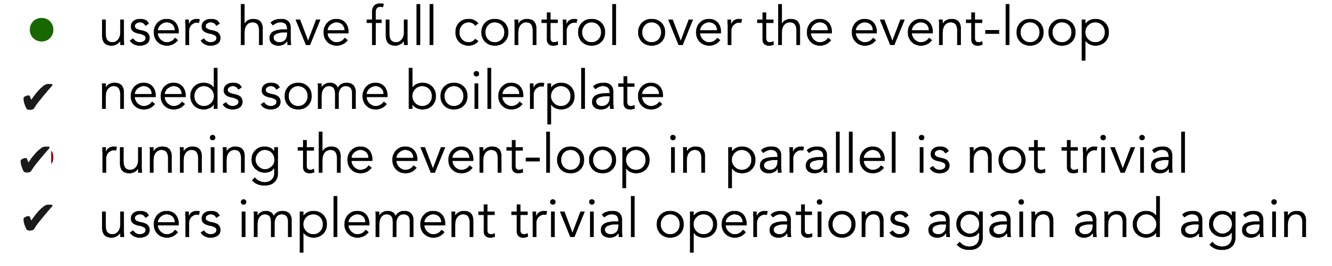 ● users have full control over the event-loop
✔ needs some boilerplate
✔ running the event-loop in parallel is not trivial
✔ users implement trivial operations again and again